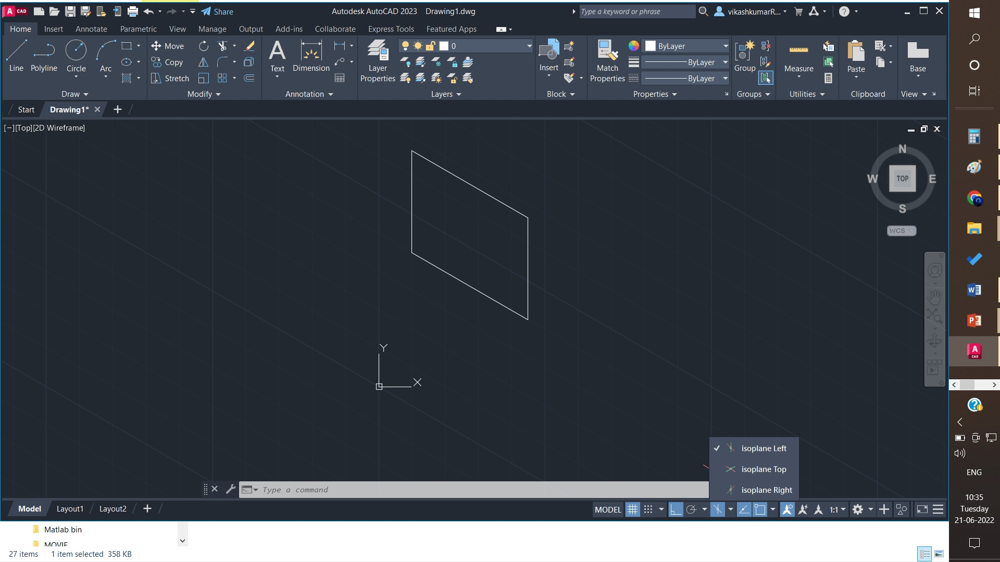 A CAD
Share
Autodesk AutoCAD 2023 Drawing1.dwg
Type a keyword or phrase
vikashkumarR...
Home Insert Annotate Parametric View Manage Output Add-ins Collaborate Express Tools Featured Apps
Line Polyline Circle Arc
Draw
Move
Copy
Stretch
Modify
Text Dimension
Annotation
Layer Properties
0
Layers
Insert
Block
Match Properties
ByLayer
ByLayer
ByLayer
Properties
Group
Groups
Measure
Utilities
Paste
Clipboard
Base
View
Start Drawing1*
[−][Top][2D Wireframe]
N
W TOP E
S
WCS
Y
X
isoplane Left
isoplane Top
isoplane Right
Type a command
Model Layout1 Layout2
MODEL 1:1
Matlab bin
MOVIE
27 items 1 item selected 358 KB
W
P
A
CAD
ENG
10:35
Tuesday
21-06-2022